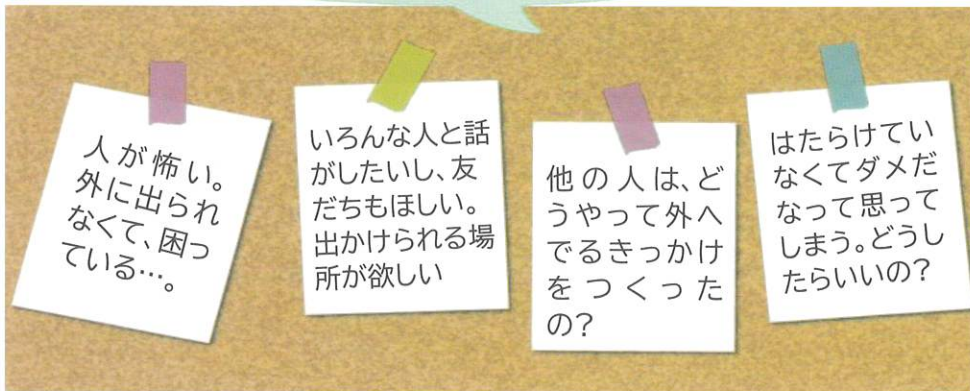 人が怖い。
外に出られ
なくて、困っ
ている…。
いろんな人と話
がしたいし、友
だちもほしい。
出かけられる場
所が欲しい
他の人は、ど
うやって外へ
でるきっかけ
をつくった
の?
はたらけてい
なくてダメだ
なって思って
しまう。どうし
たらいいの?